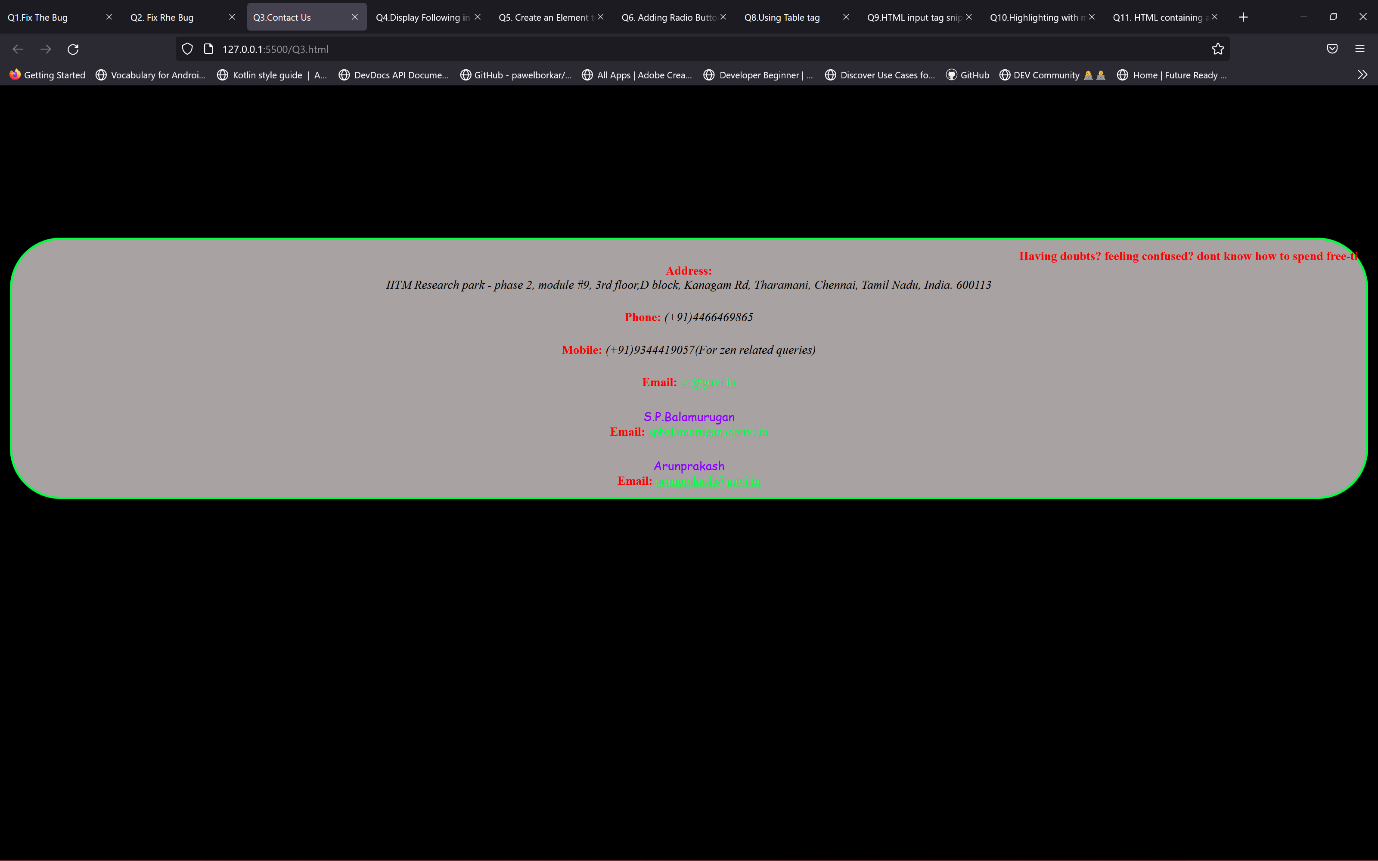 Q1.Fix The Bug
Q2. Fix Rhe Bug
Q3.Contact Us
Q4.Display Following in
Q5. Create an Element t
Q6. Adding Radio Butto
Q8.Using Table tag
Q9.HTML input tag snip
Q10.Highlighting with m
Q11. HTML containing a
127.0.0.1:5500/Q3.html
Getting Started
Vocabulary for Androi...
Kotlin style guide | A...
DevDocs API Docume...
GitHub - pawelborkar/...
All Apps | Adobe Crea...
Developer Beginner | ...
Discover Use Cases fo...
GitHub
DEV Community
Home | Future Ready ...
Having doubts? feeling confused? dont know how to spend free-ti
Address:
IITM Research park - phase 2, module #9, 3rd floor,D block, Kanagam Rd, Tharamani, Chennai, Tamil Nadu, India. 600113
Phone: (+91)4466469865
Mobile: (+91)9344419057(For zen related queries)
Email:
S.P.Balamurugan
Email:
Arunprakash
Email: